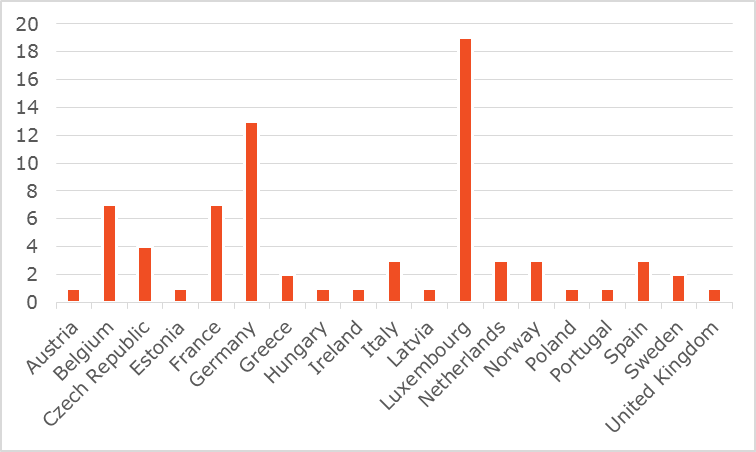 20
18
16
14
12
10
8
6
4
2
0
Austria
Belgium
Czech Republic
Estonia
France
Germany
Greece
Hungary
Ireland
Italy
Latvia
Luxembourg
Netherlands
Norway
Poland
Portugal
Spain
Sweden
United Kingdom